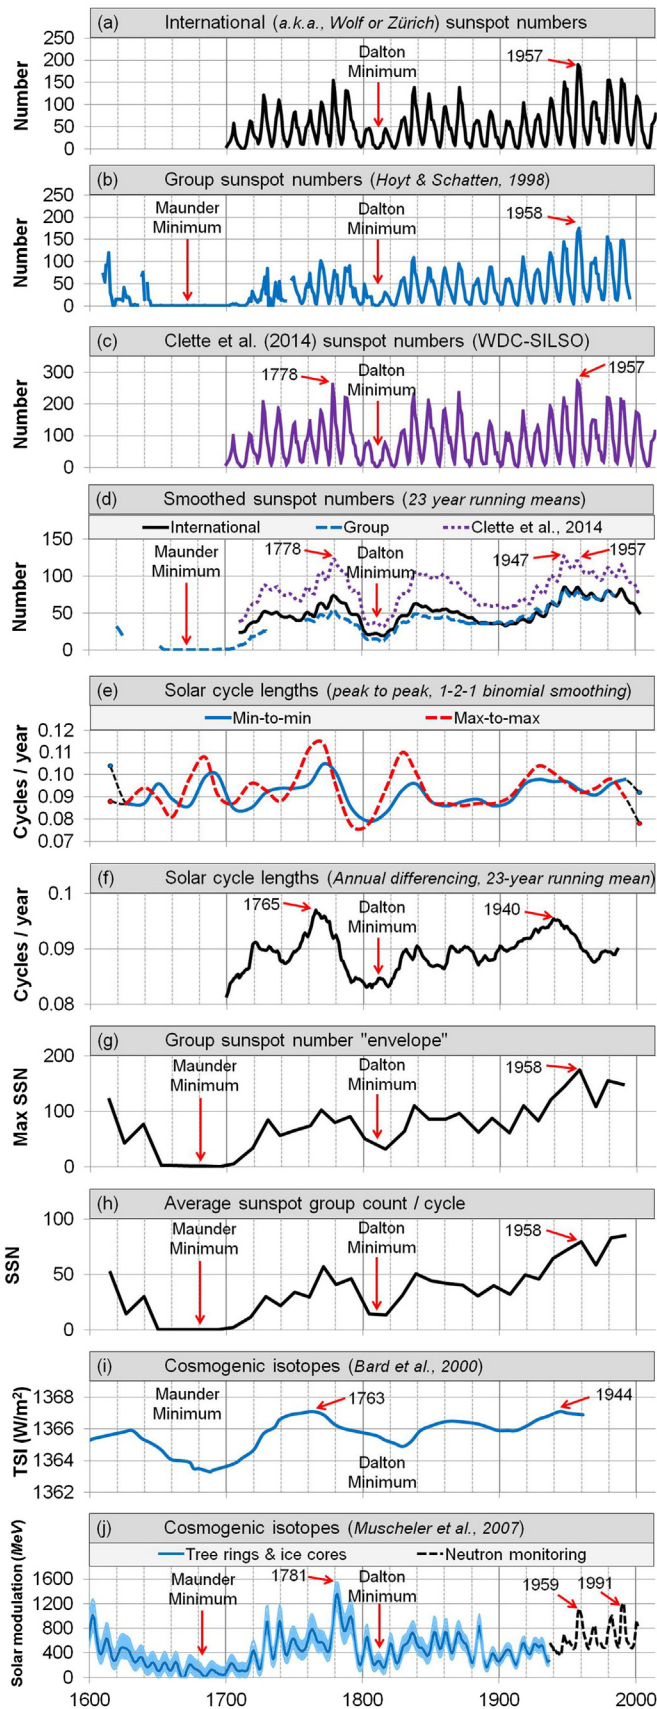 (a) International (a.k.a., Wolf or Zürich) sunspot numbers
250
200
150
100
50
0
Number
Dalton
Minimum
1957
(b) Group sunspot numbers (Hoyt & Schatten, 1998)
250
200
150
100
50
0
Number
Maunder
Minimum
Dalton
Minimum
1958
(c) Clette et al. (2014) sunspot numbers (WDC-SILSO)
300
200
100
0
Number
1778
Dalton
Minimum
1957
(d) Smoothed sunspot numbers (23 year running means)
International Group Clette et al., 2014
150
100
50
0
Number
Maunder
Minimum
1778
Dalton
Minimum
1947
1957
(e) Solar cycle lengths (peak to peak, 1-2-1 binomial smoothing)
Min-to-min Max-to-max
0.12
0.11
0.10
0.09
0.08
0.07
Cycles / year
(f) Solar cycle lengths (Annual differencing, 23-year running mean)
0.1
0.09
0.08
Cycles / year
1765
Dalton
Minimum
1940
(g) Group sunspot number "envelope"
200
100
0
Max SSN
Maunder
Minimum
Dalton
Minimum
1958
(h) Average sunspot group count / cycle
100
50
0
SSN
Maunder
Minimum
Dalton
Minimum
1958
(i) Cosmogenic isotopes (Bard et al., 2000)
1368
1366
1364
1362
TSI (W/m²)
Maunder
Minimum
1763
Dalton
Minimum
1944
(j) Cosmogenic isotopes (Muscheler et al., 2007)
Tree rings & ice cores Neutron monitoring
1600
1200
800
400
0
Solar modulation (MeV)
Maunder
Minimum
1781
Dalton
Minimum
1959
1991
1600 1700 1800 1900 2000